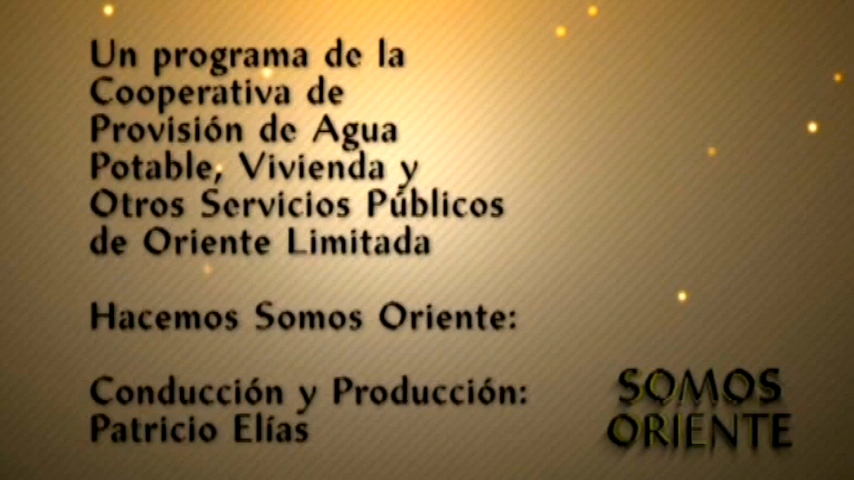 Un programa de la
Cooperativa de
Provisión de Agua
Potable, Vivienda y
Otros Servicios Públicos
de Oriente Limitada
Hacemos Somos Oriente:
Conducción y Producción:
Patricio Elías
SOMOS
ORIENTE